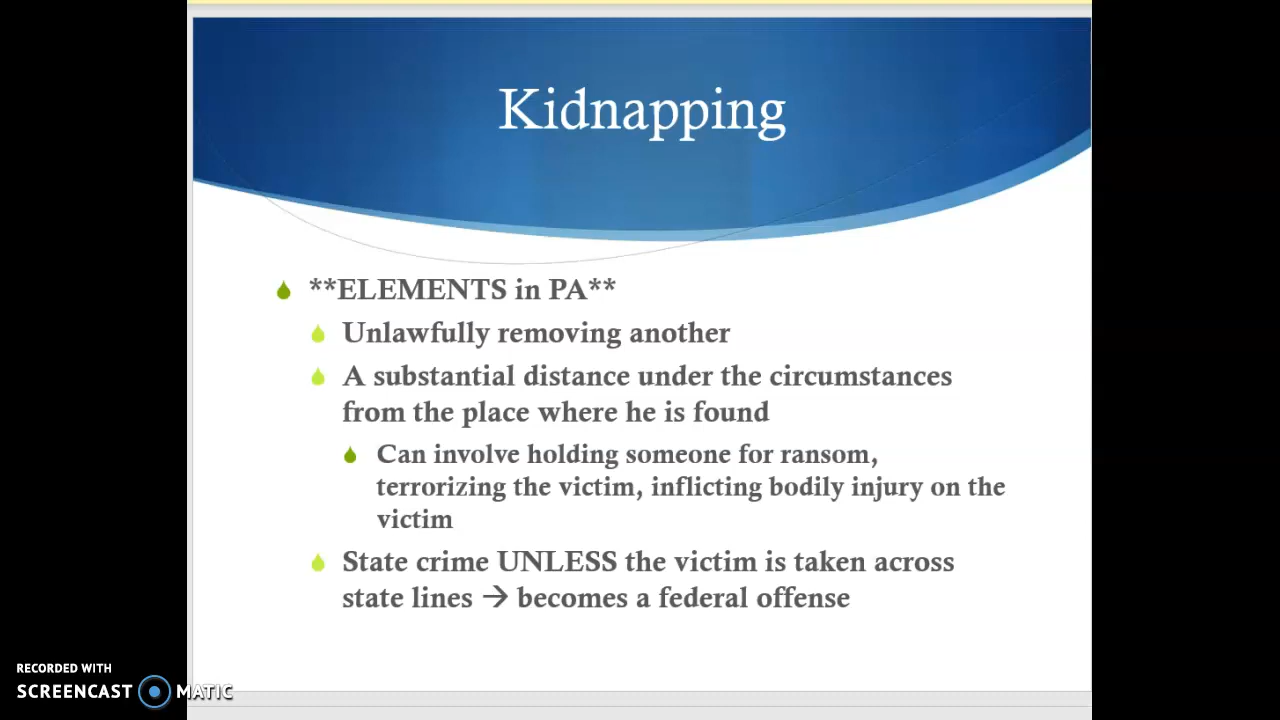 Kidnapping
**ELEMENTS in PA**
Unlawfully removing another
A substantial distance under the circumstances
from the place where he is found
Can involve holding someone for ransom,
terrorizing the victim, inflicting bodily injury on the
victim
State crime UNLESS the victim is taken across
state lines → becomes a federal offense
RECORDED WITH
SCREENCAST MATIC